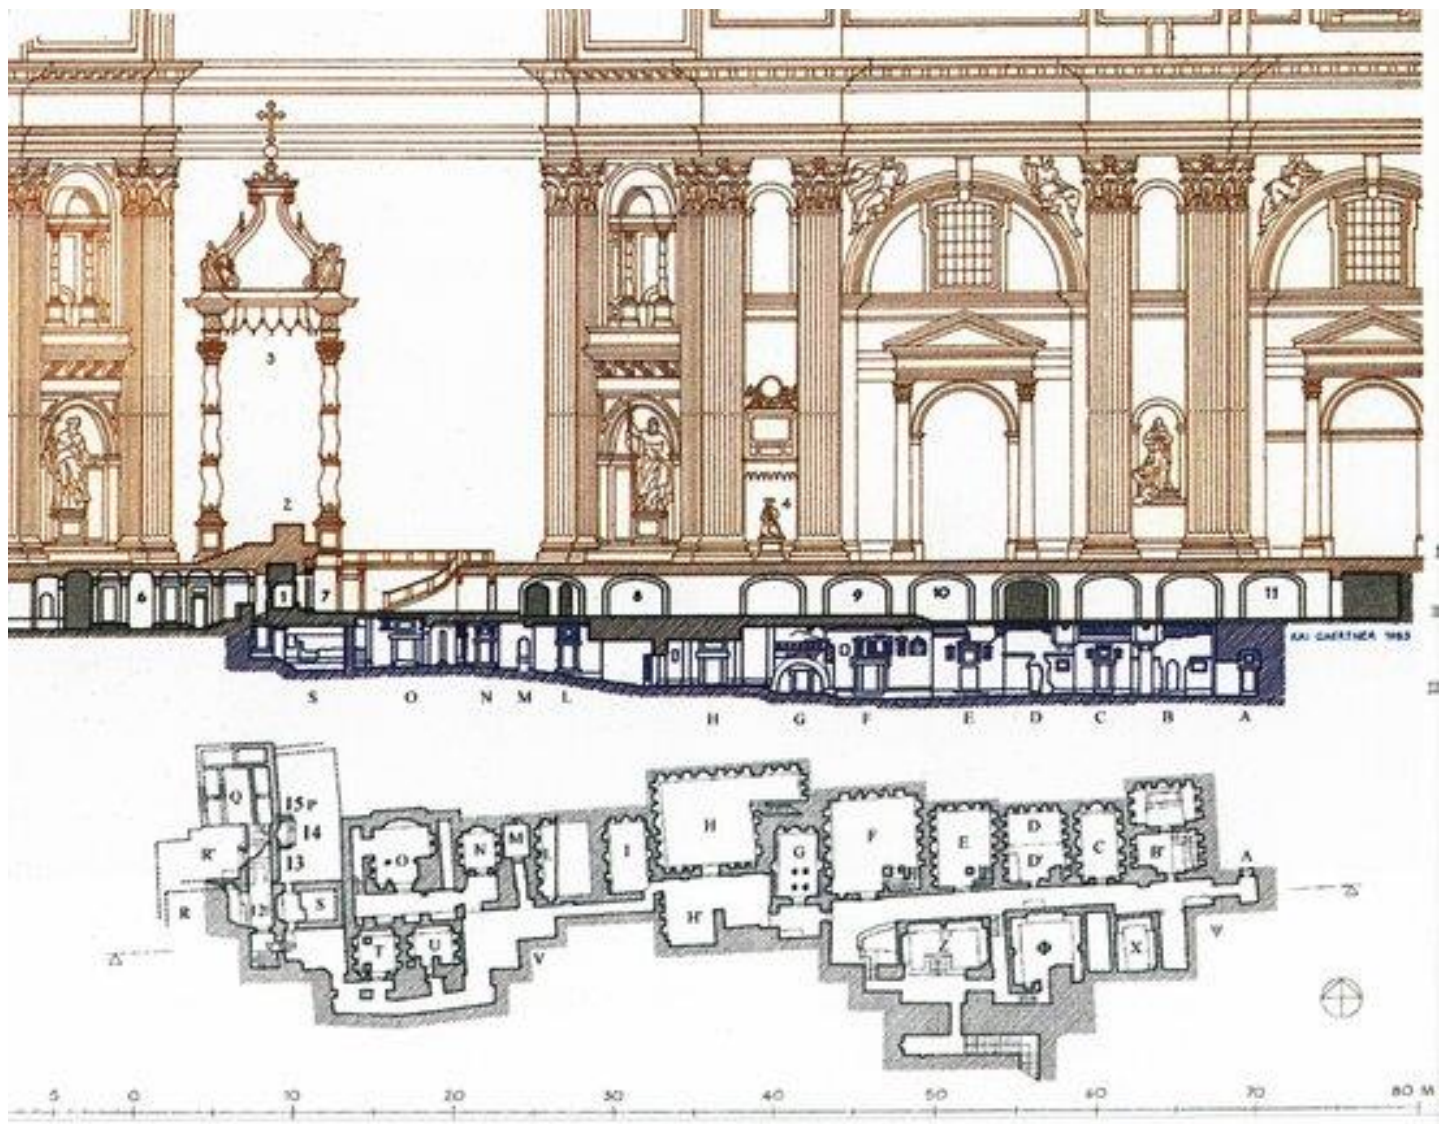 3
2
4
6
1
7
8
9
10
11
KAI GAERTNER 1985
S O N M L H G F E D C B A
Q
15 P
14
13
R'
R
12
S
O
N
M
L
I
H
H'
G
F
E
D
D'
C
B'
A
T
U
V
Z
Φ
X
Ψ
5 0 10 20 30 40 50 60 70 80 M